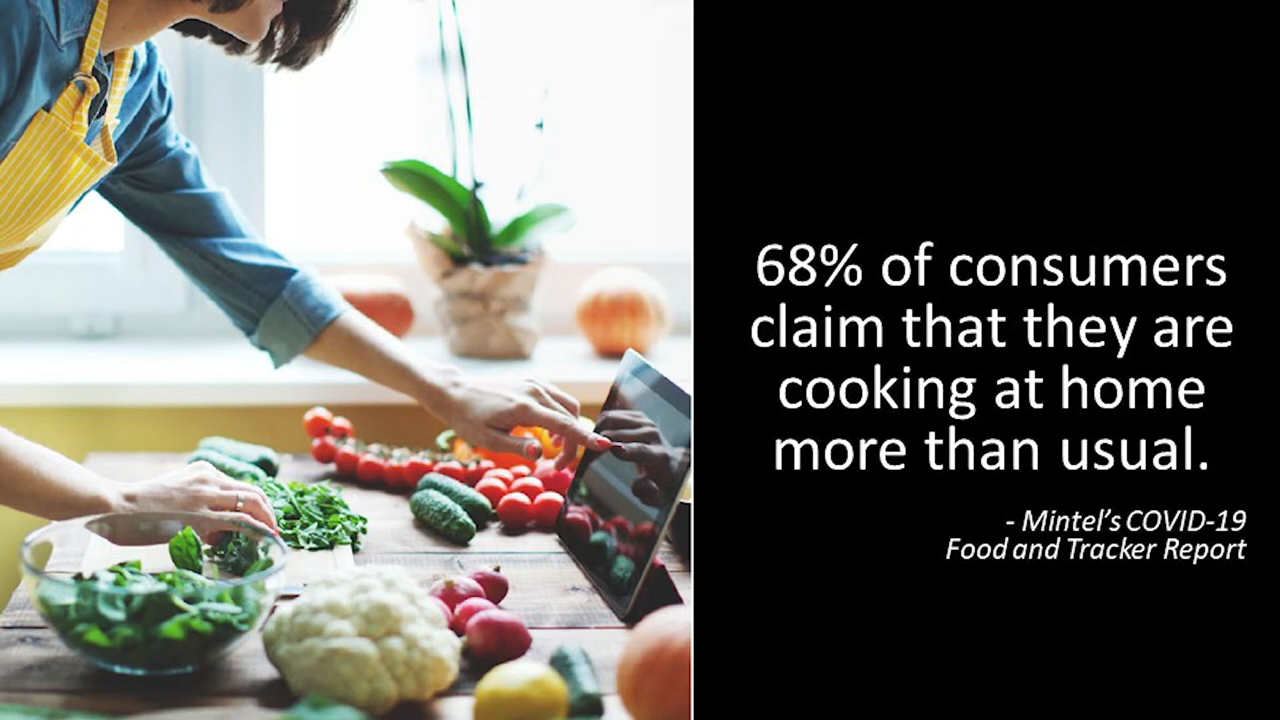 68% of consumers
claim that they are
cooking at home
more than usual.
- Mintel's COVID-19
Food and Tracker Report